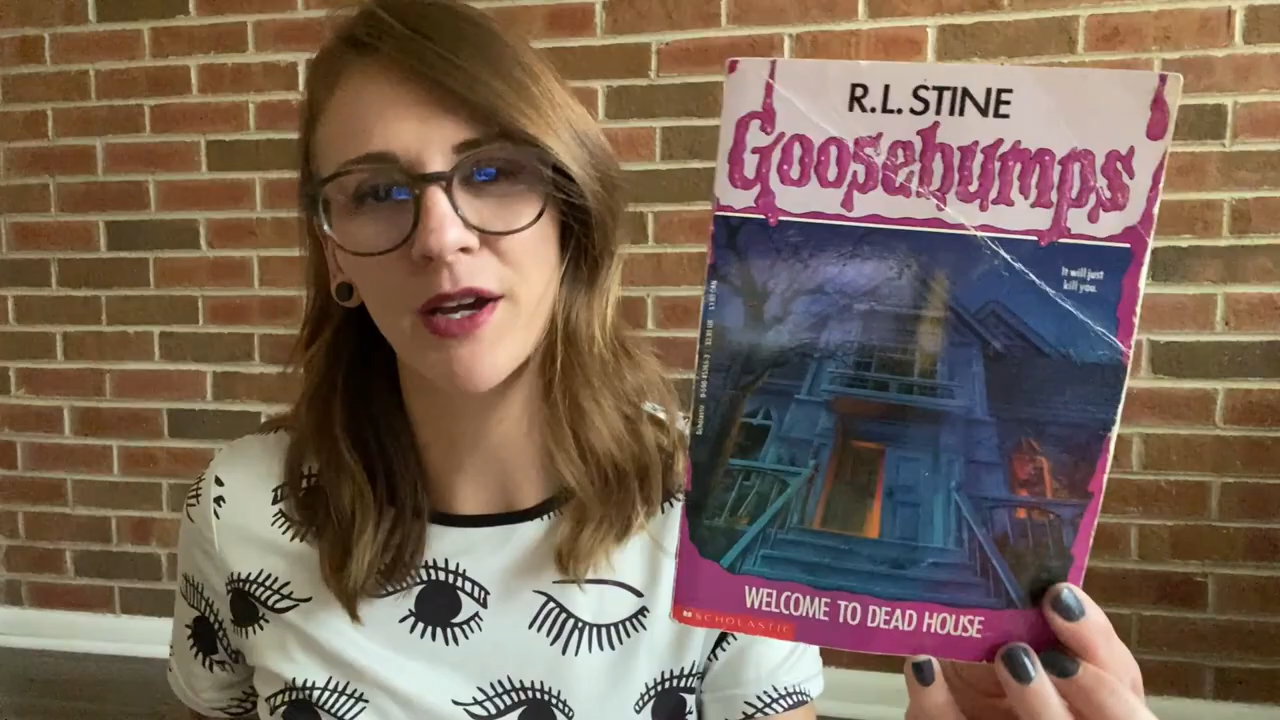 R.L. STINE
Goosebumps
It will just
kill you.
WELCOME TO DEAD HOUSE
SCHOLASTIC